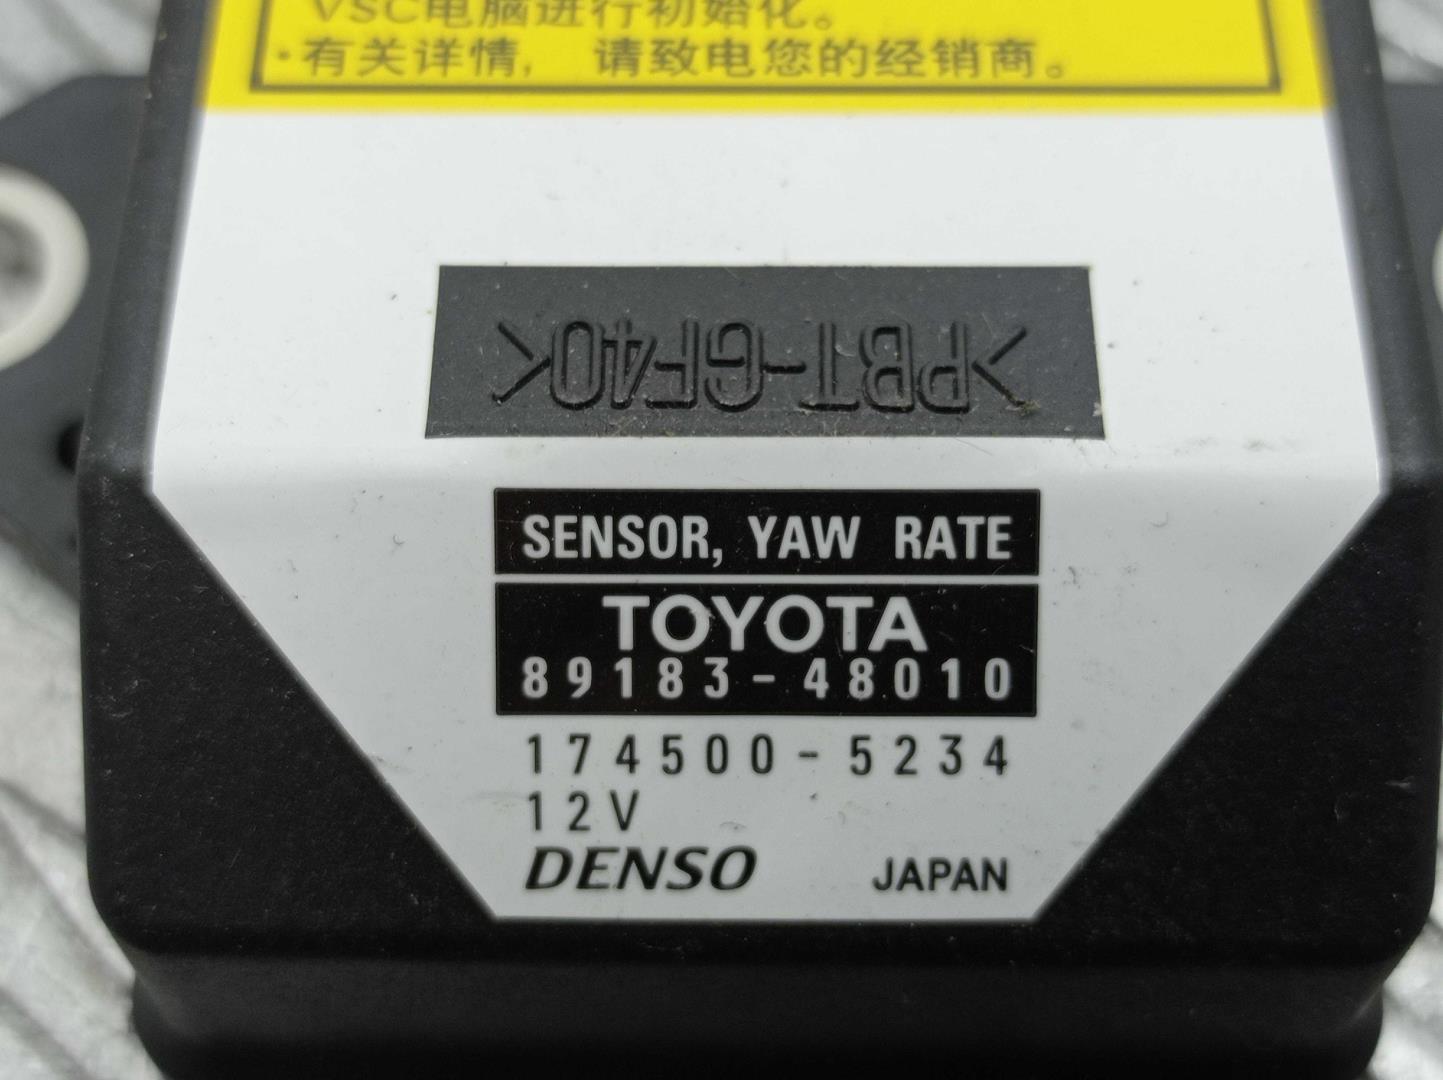 VSC电脑进行初始化。
·有关详情, 请致电您的经销商。
>PBT-GF40<
SENSOR, YAW RATE
TOYOTA
89183-48010
174500-5234
12V
DENSO JAPAN